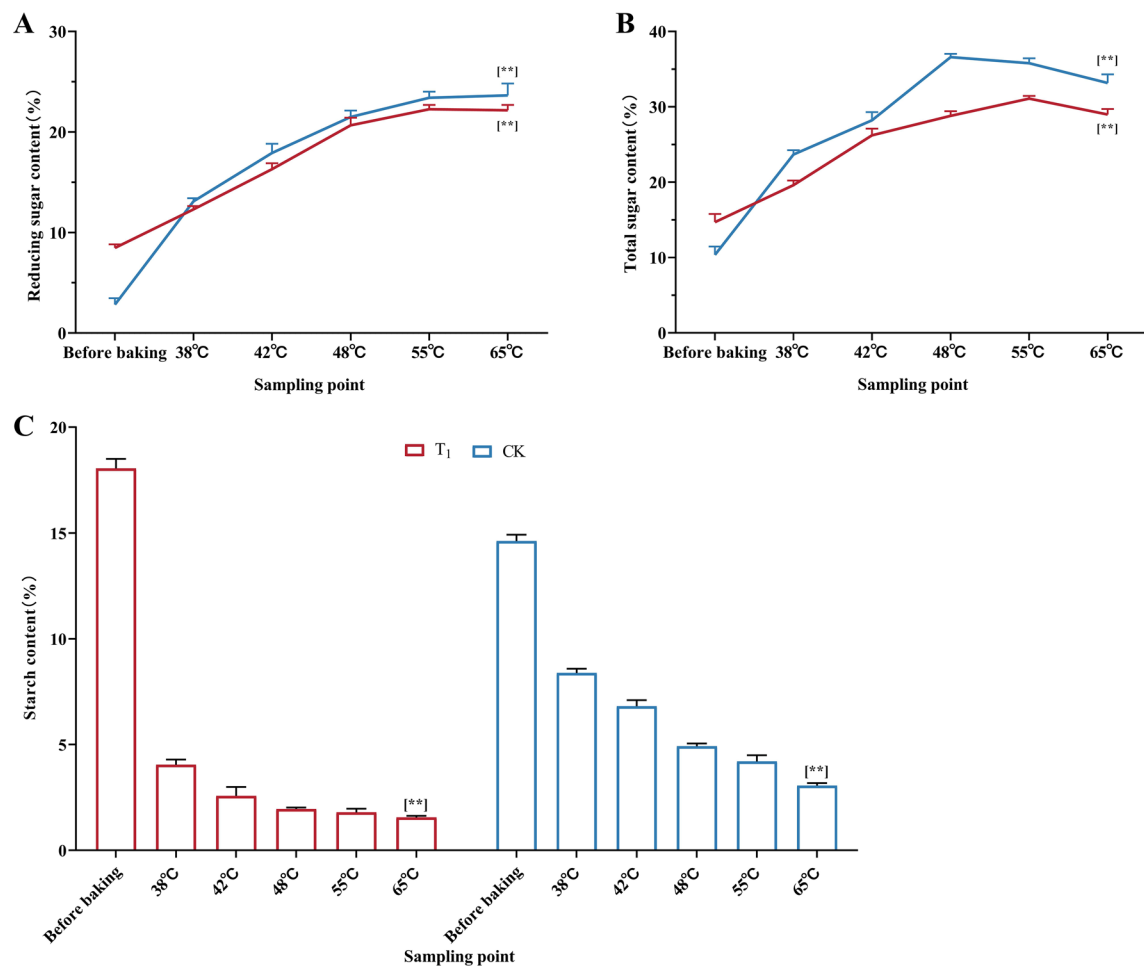 A
Reducing sugar content(%)
30
20
10
0
[**]
[**]
Before baking 38℃ 42℃ 48℃ 55℃ 65℃
Sampling point
B
Total sugar content(%)
40
30
20
10
0
[**]
[**]
Before baking 38℃ 42℃ 48℃ 55℃ 65℃
Sampling point
C
Starch content(%)
20
15
10
5
0
T₁ CK
[**]
[**]
Before baking 38℃ 42℃ 48℃ 55℃ 65℃ Before baking 38℃ 42℃ 48℃ 55℃ 65℃
Sampling point